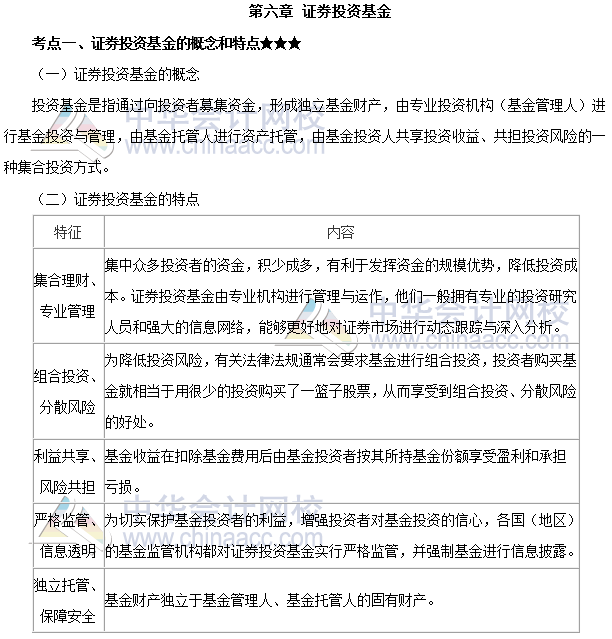 第六章 证券投资基金
考点一、证券投资基金的概念和特点★★★
（一）证券投资基金的概念
投资基金是指通过向投资者募集资金，形成独立基金财产，由专业投资机构（基金管理人）进
行基金投资与管理，由基金托管人进行资产托管，由基金投资人共享投资收益、共担投资风险的一
种集合投资方式。
（二）证券投资基金的特点
特征 内容
集合理财、
专业管理
集中众多投资者的资金，积少成多，有利于发挥资金的规模优势，降低投资成
本。证券投资基金由专业机构进行管理与运作，他们一般拥有专业的投资研究
人员和强大的信息网络，能够更好地对证券市场进行动态跟踪与深入分析。
组合投资、
分散风险
为降低投资风险，有关法律法规通常会要求基金进行组合投资，投资者购买基
金就相当于用很少的投资购买了一篮子股票，从而享受到组合投资、分散风险
的好处。
利益共享、
风险共担
基金收益在扣除基金费用后由基金投资者按其所持基金份额享受盈利和承担
亏损。
严格监管、
信息透明
为切实保护基金投资者的利益，增强投资者对基金投资的信心，各国（地区）
的基金监管机构都对证券投资基金实行严格监管，并强制基金进行信息披露。
独立托管、
保障安全
基金财产独立于基金管理人、基金托管人的固有财产。
中华会计网校
www.chinaacc.com
中华会计网校
www.chinaacc.com
中华会计网校
www.chinaacc.com